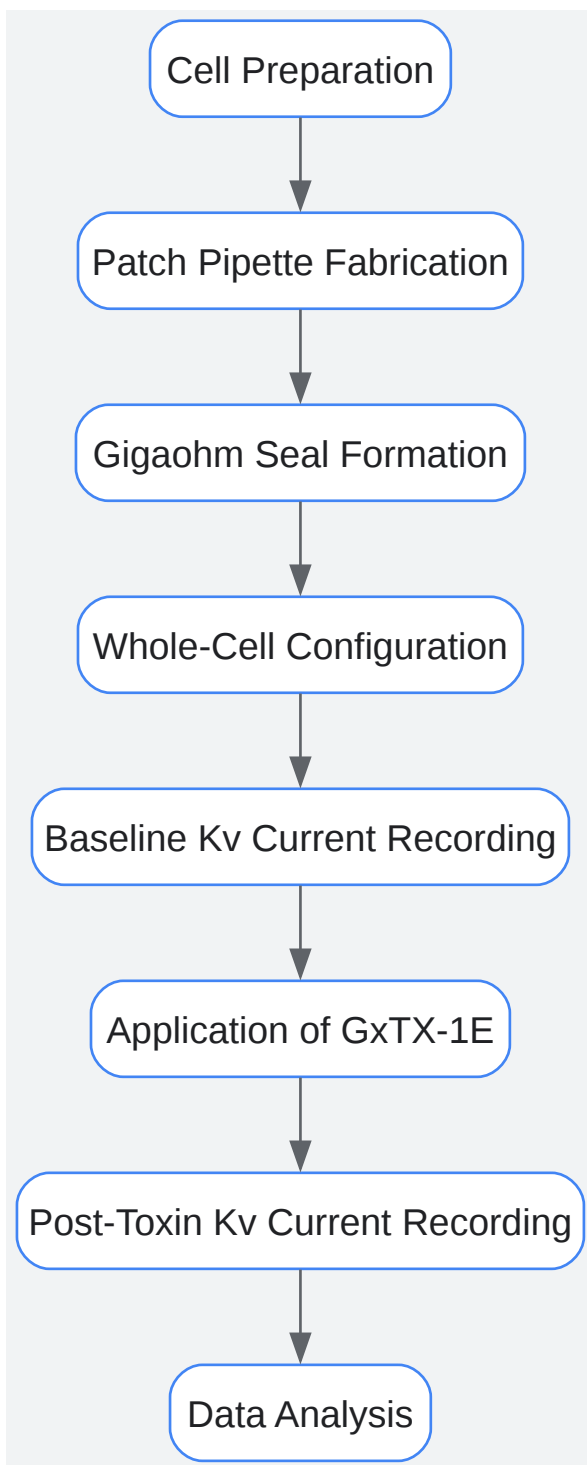 Cell Preparation
Patch Pipette Fabrication
Gigaohm Seal Formation
Whole-Cell Configuration
Baseline Kv Current Recording
Application of GxTX-1E
Post-Toxin Kv Current Recording
Data Analysis